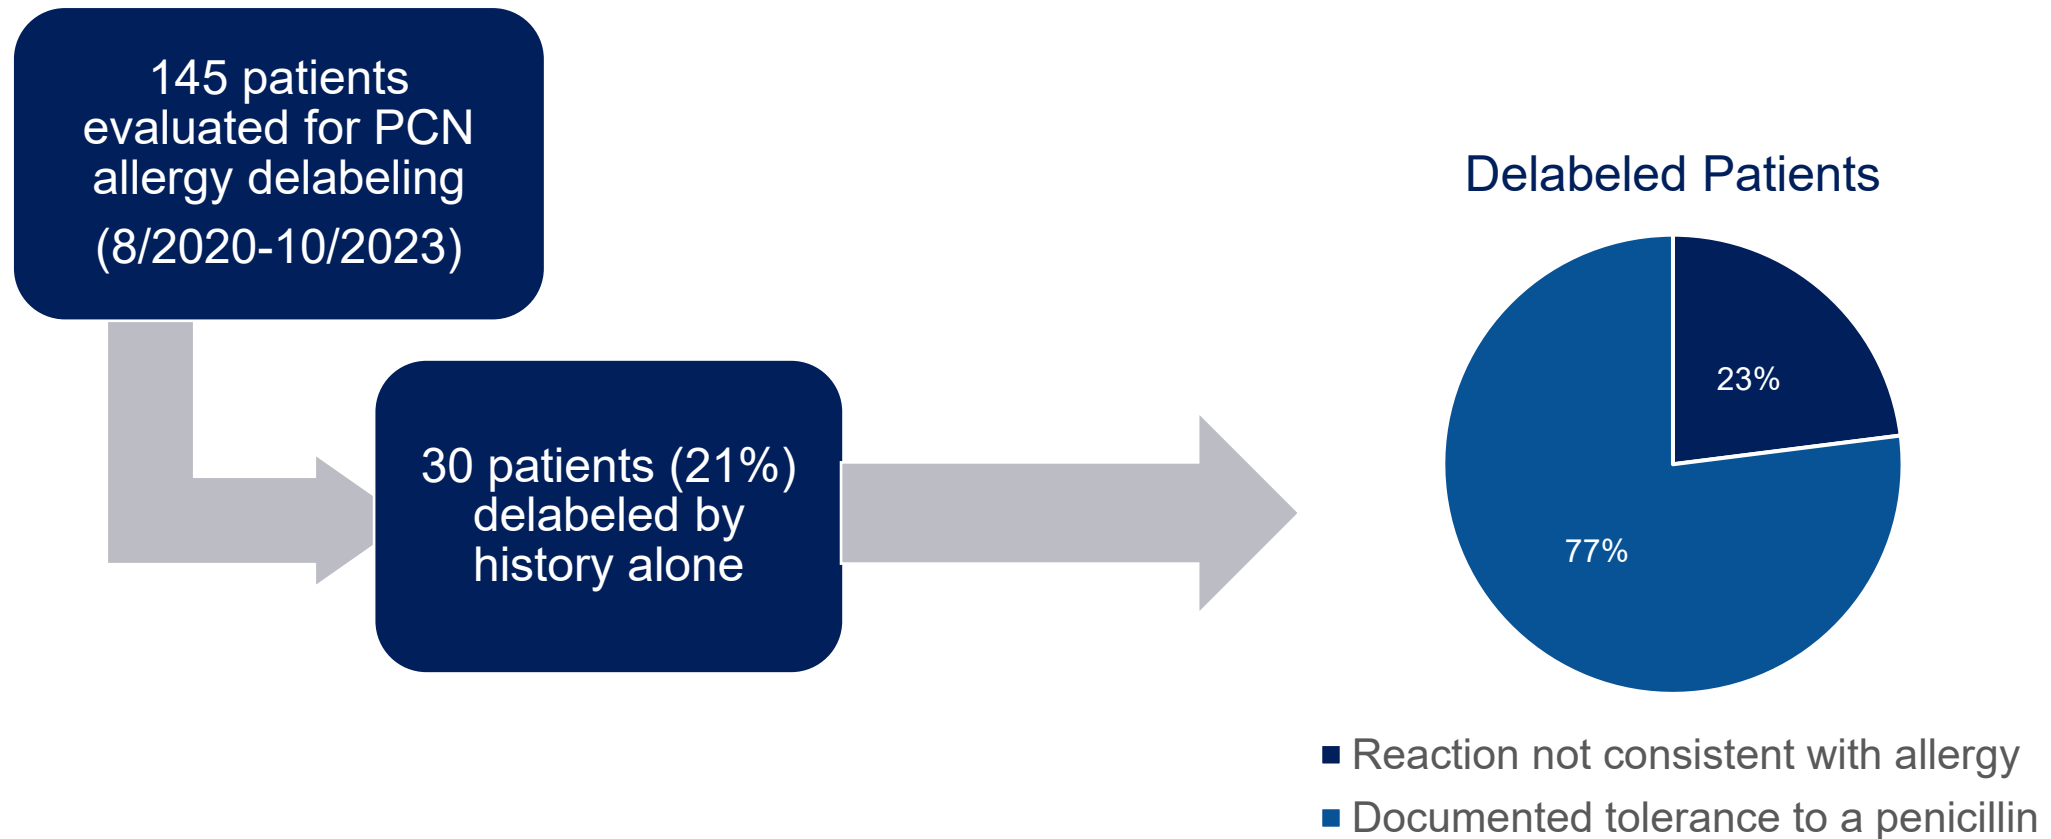 145 patients
evaluated for PCN
allergy delabeling
(8/2020-10/2023)
30 patients (21%)
delabeled by
history alone
Delabeled Patients
23%
77%
Reaction not consistent with allergy
Documented tolerance to a penicillin